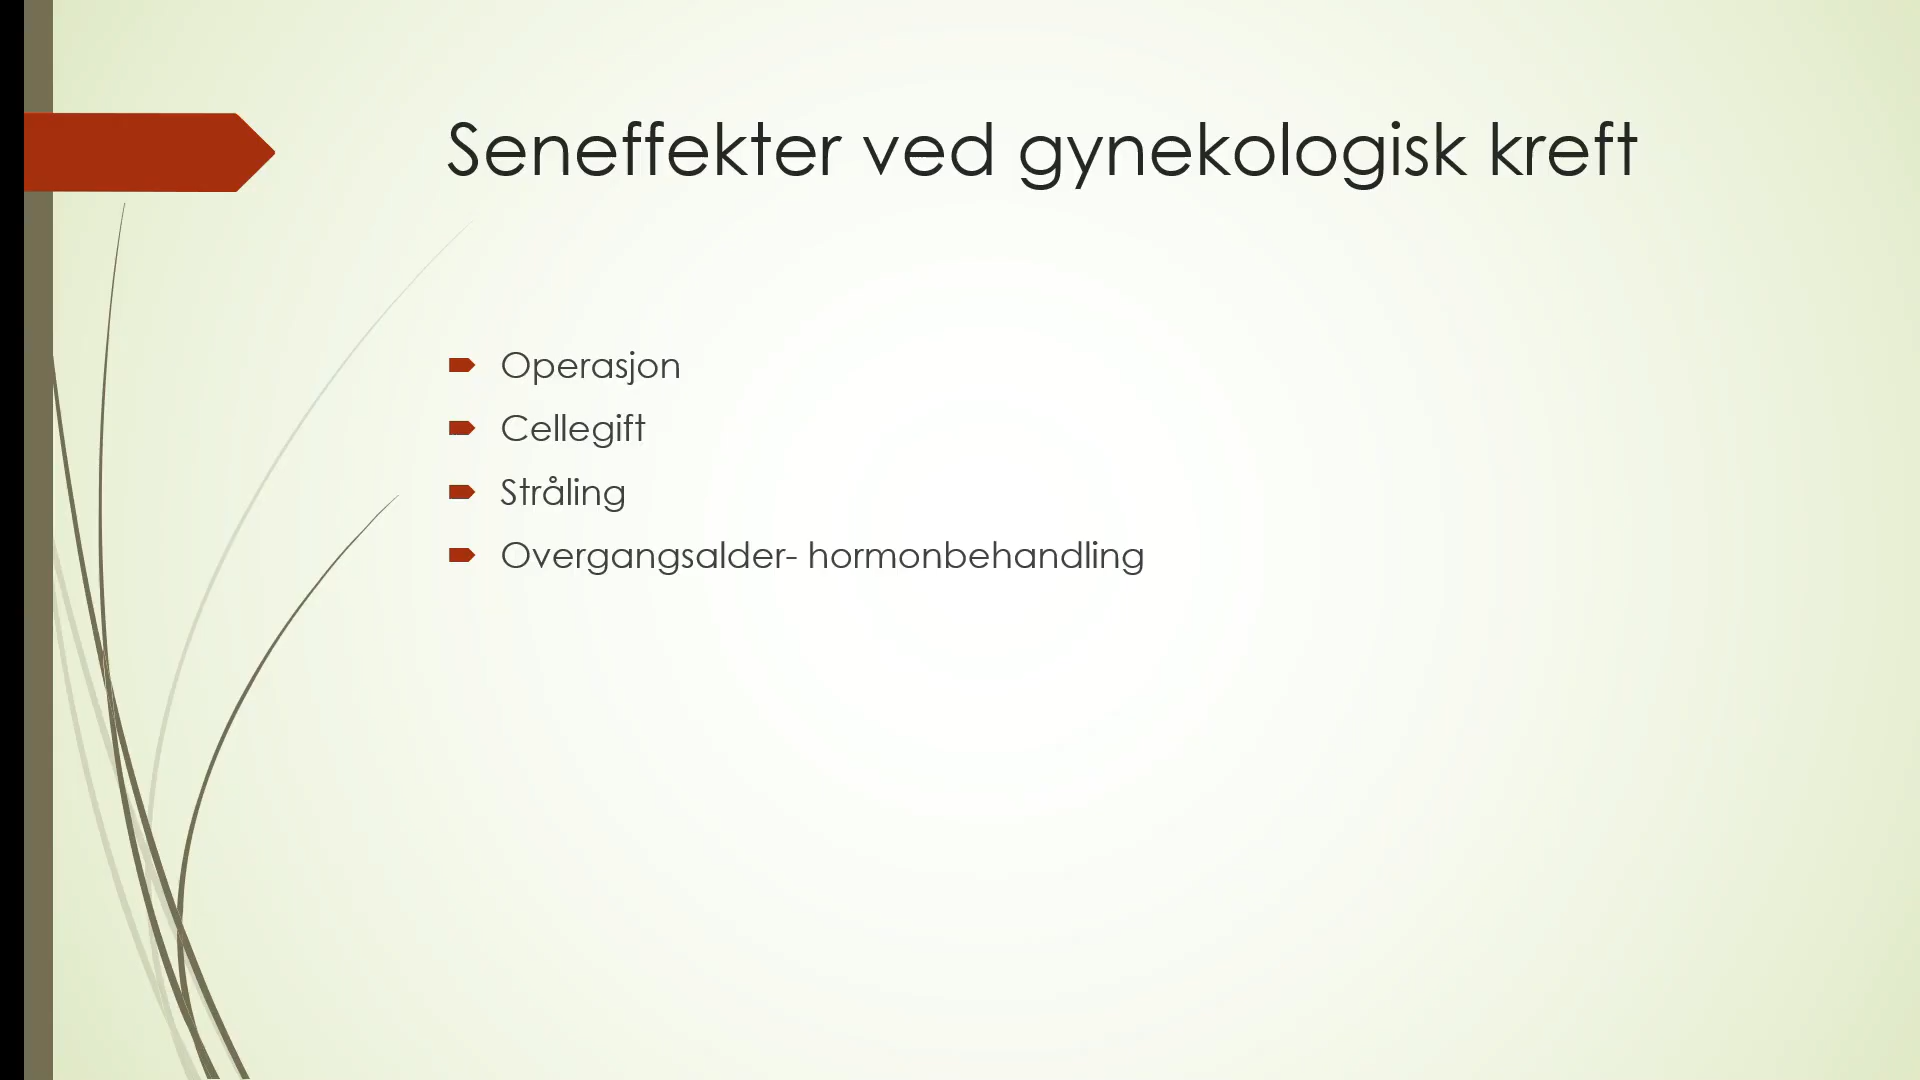 Seneffekter ved gynekologisk kreft
Operasjon
Cellegift
Stråling
Overgangsalder- hormonbehandling